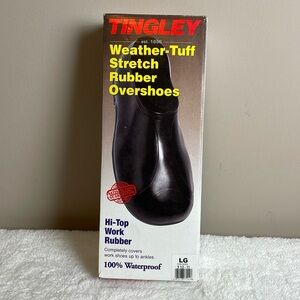 TINGLEY
est. 1896
Weather-Tuff
Stretch
Rubber
Overshoes
Hi-Top
Work
Rubber
Completely covers
work shoes up to ankles.
100% Waterproof
LG